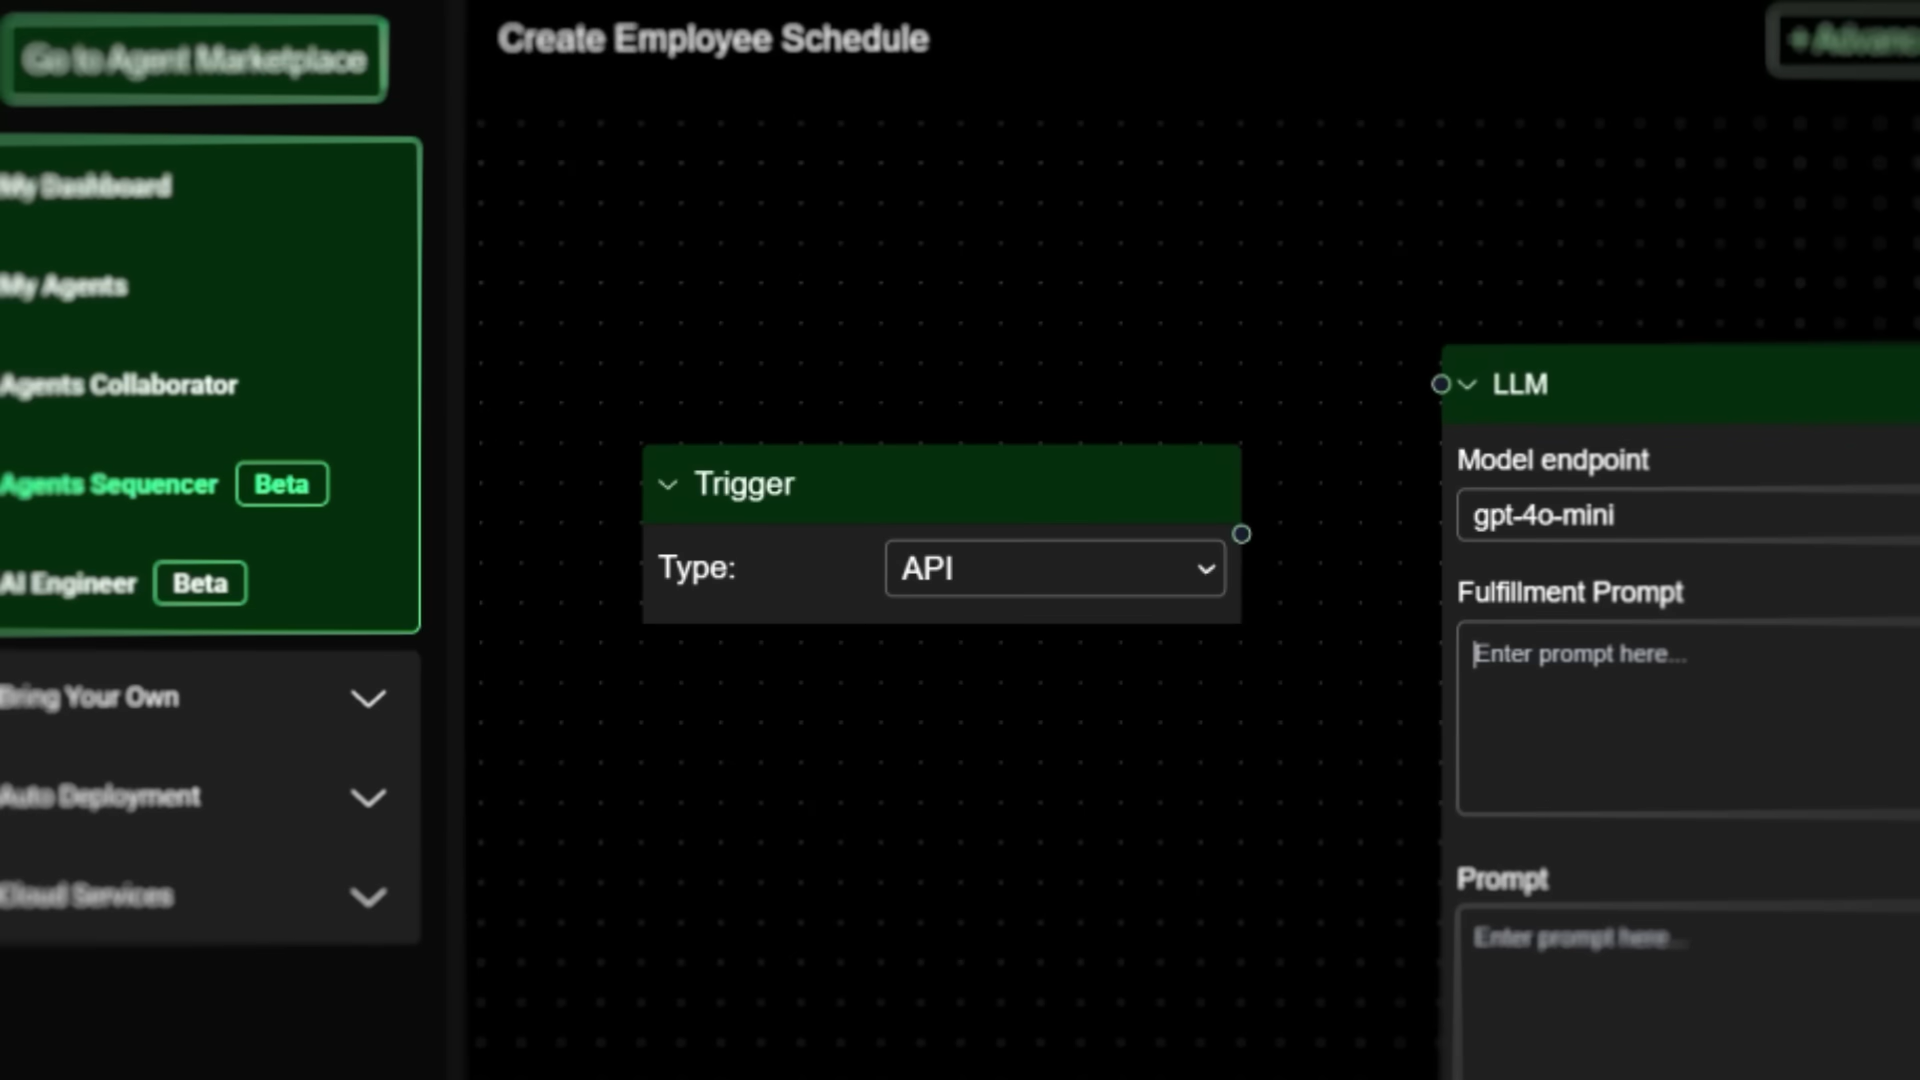 Go to Agent Marketplace
My Dashboard
My Agents
Agents Collaborator
Agents Sequencer Beta
AI Engineer Beta
Bring Your Own
Auto Deployment
Cloud Services
Create Employee Schedule
Trigger
Type: API
LLM
Model endpoint
gpt-4o-mini
Fulfillment Prompt
Enter prompt here...
Prompt
Enter prompt here...